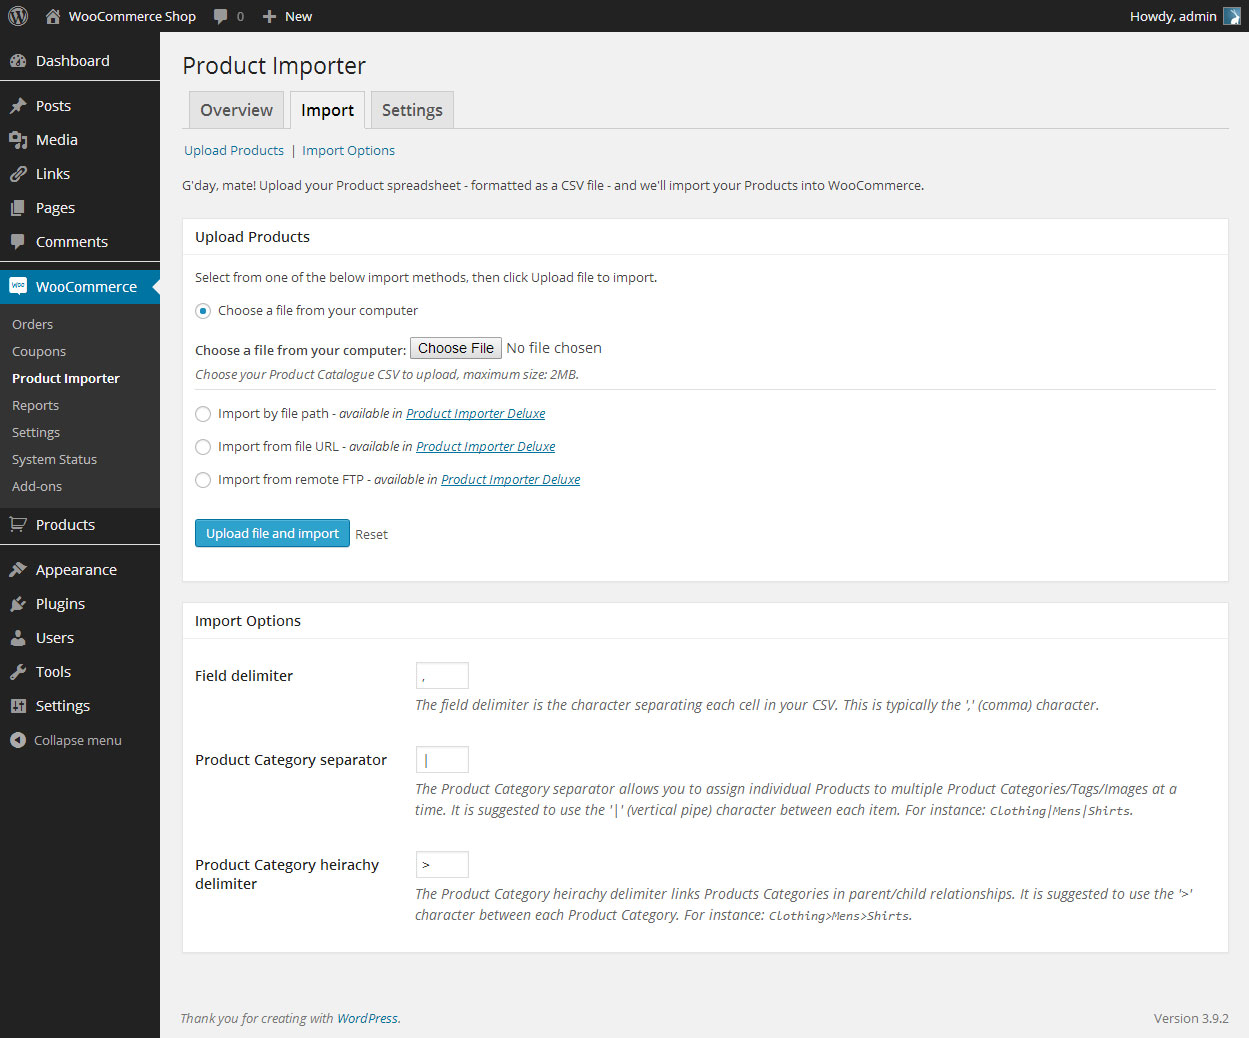 WooCommerce Shop 0 New Howdy, admin
Dashboard
Posts
Media
Links
Pages
Comments
WooCommerce
Orders
Coupons
Product Importer
Reports
Settings
System Status
Add-ons
Products
Appearance
Plugins
Users
Tools
Settings
Collapse menu
Product Importer
Overview Import Settings
Upload Products | Import Options
G'day, mate! Upload your Product spreadsheet - formatted as a CSV file - and we'll import your Products into WooCommerce.
Upload Products
Select from one of the below import methods, then click Upload file to import.
Choose a file from your computer
Choose a file from your computer: Choose File No file chosen
Choose your Product Catalogue CSV to upload, maximum size: 2MB.
Import by file path - available in Product Importer Deluxe
Import from file URL - available in Product Importer Deluxe
Import from remote FTP - available in Product Importer Deluxe
Upload file and import Reset
Import Options
Field delimiter ,
The field delimiter is the character separating each cell in your CSV. This is typically the ',' (comma) character.
Product Category separator |
The Product Category separator allows you to assign individual Products to multiple Product Categories/Tags/Images at a
time. It is suggested to use the '|' (vertical pipe) character between each item. For instance: Clothing|Mens|Shirts.
Product Category heirachy >
delimiter
The Product Category heirachy delimiter links Products Categories in parent/child relationships. It is suggested to use the '>'
character between each Product Category. For instance: Clothing>Mens>Shirts.
Thank you for creating with WordPress. Version 3.9.2